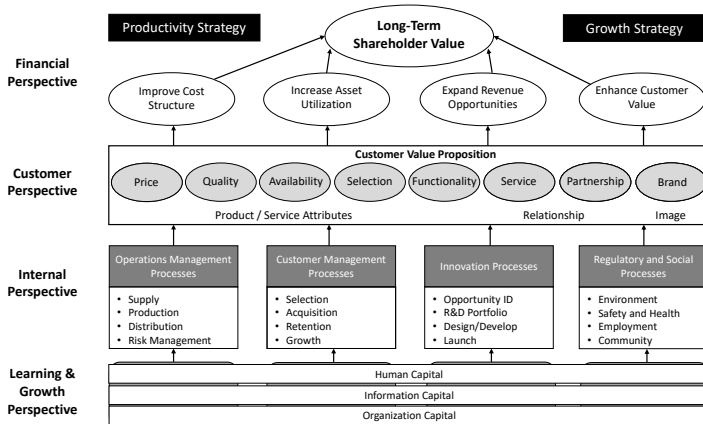 Productivity Strategy
Long-Term
Shareholder Value
Growth Strategy
Financial
Perspective
Improve Cost
Structure
Increase Asset
Utilization
Expand Revenue
Opportunities
Enhance Customer
Value
Customer
Perspective
Customer Value Proposition
Price
Quality
Availability
Selection
Functionality
Service
Partnership
Brand
Product / Service Attributes
Relationship
Image
Internal
Perspective
Operations Management
Processes
• Supply
• Production
• Distribution
• Risk Management
Customer Management
Processes
• Selection
• Acquisition
• Retention
• Growth
Innovation Processes
• Opportunity ID
• R&D Portfolio
• Design/Develop
• Launch
Regulatory and Social
Processes
• Environment
• Safety and Health
• Employment
• Community
Learning &
Growth
Perspective
Human Capital
Information Capital
Organization Capital